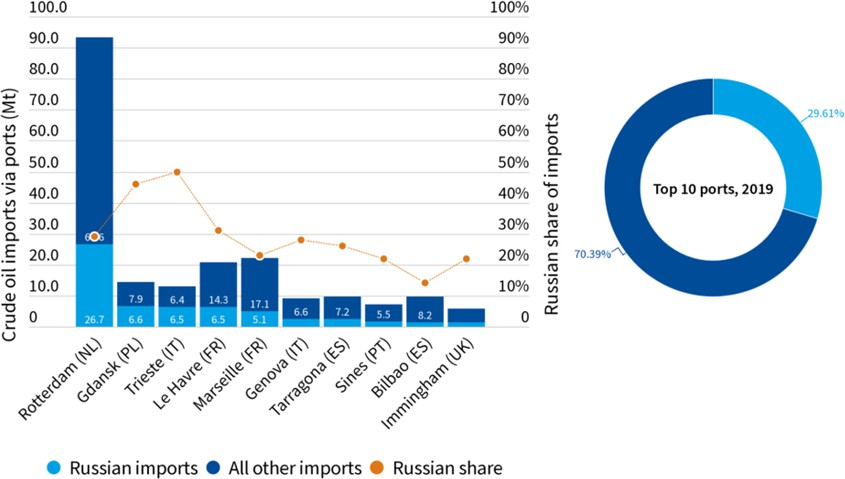 100.0
90.0
80.0
70.0
60.0
50.0
40.0
30.0
20.0
10.0
0
100%
90%
80%
70%
60%
50%
40%
30%
20%
10%
0
Crude oil imports via ports (Mt)
Russian share of imports
26.7
7.9
6.6
6.4
6.5
14.3
6.5
17.1
5.1
6.6
7.2
5.5
8.2
Rotterdam (NL)
Gdansk (PL)
Trieste (IT)
Le Havre (FR)
Marseille (FR)
Genova (IT)
Tarragona (ES)
Sines (PT)
Bilbao (ES)
Immingham (UK)
Russian imports
All other imports
Russian share
29.61%
Top 10 ports, 2019
70.39%